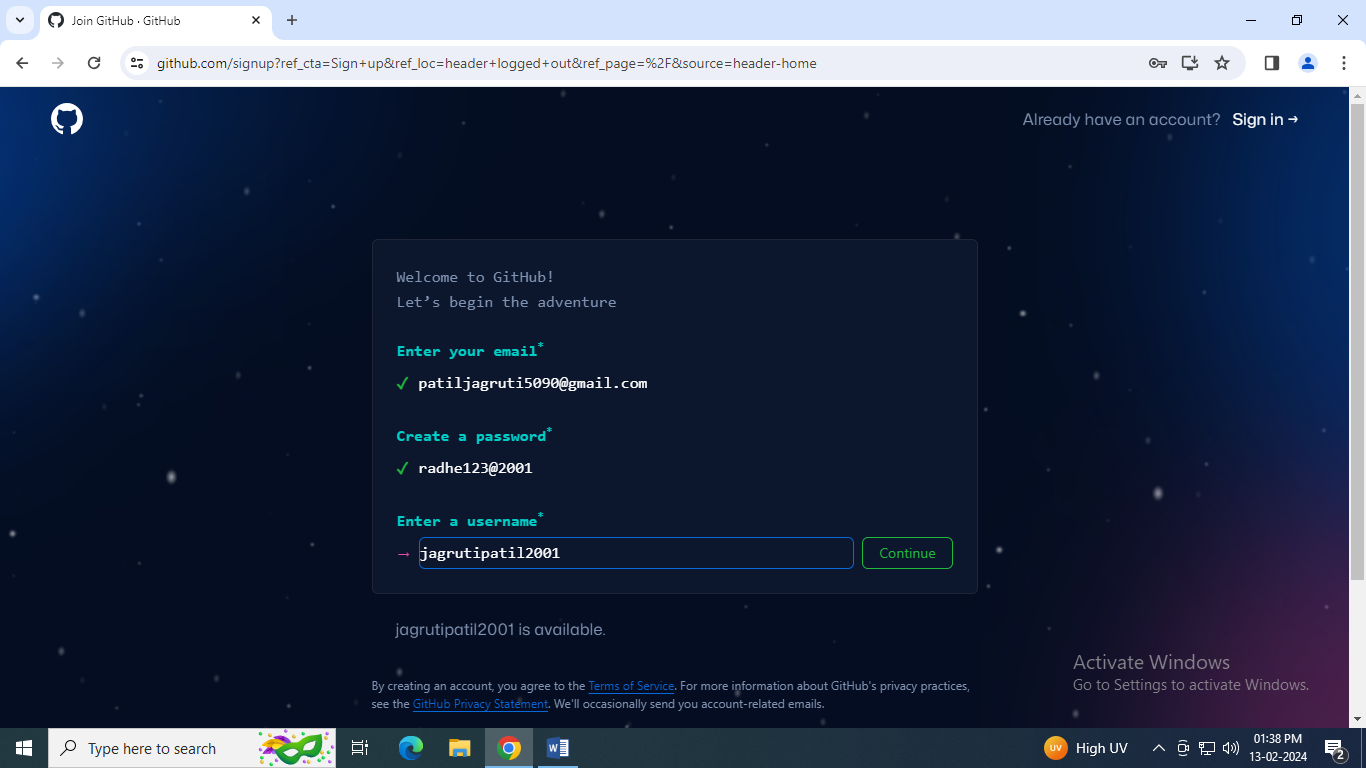 Join GitHub · GitHub
github.com/signup?ref_cta=Sign+up&ref_loc=header+logged+out&ref_page=%2F&source=header-home
Already have an account? Sign in →
Welcome to GitHub!
Let’s begin the adventure
Enter your email*
✓ patiljagruti5090@gmail.com
Create a password*
✓ radhe123@2001
Enter a username*
→ jagrutipatil2001 Continue
jagrutipatil2001 is available.
Activate Windows
Go to Settings to activate Windows.
By creating an account, you agree to the Terms of Service. For more information about GitHub's privacy practices,
see the GitHub Privacy Statement. We'll occasionally send you account-related emails.
Type here to search
UV High UV
01:38 PM
13-02-2024
2